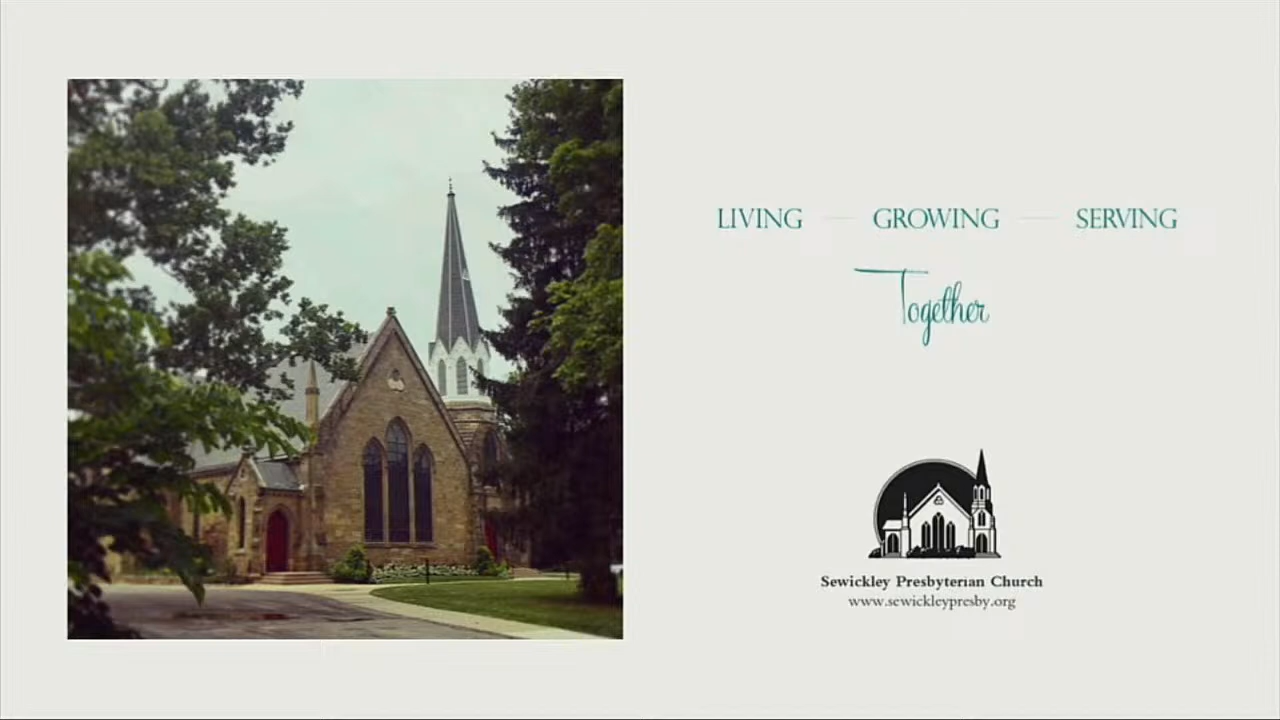 LIVING — GROWING — SERVING
Together
Sewickley Presbyterian Church
www.sewickleypresby.org